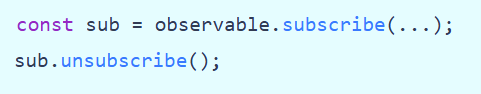 const sub = observable.subscribe(...);
sub.unsubscribe();